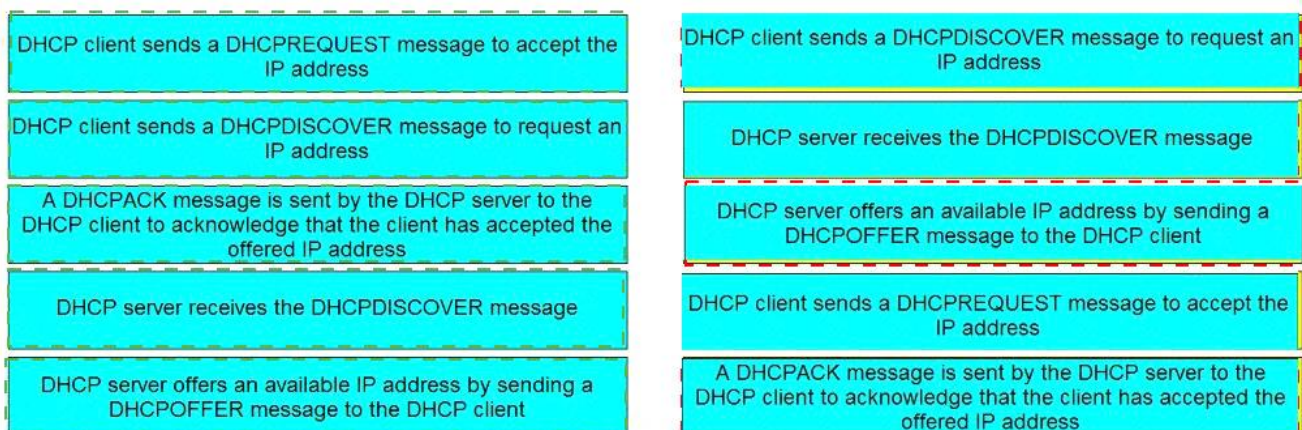 DHCP client sends a DHCPREQUEST message to accept the
IP address
DHCP client sends a DHCPDISCOVER message to request an
IP address
A DHCPACK message is sent by the DHCP server to the
DHCP client to acknowledge that the client has accepted the
offered IP address
DHCP server receives the DHCPDISCOVER message
DHCP server offers an available IP address by sending a
DHCPOFFER message to the DHCP client
DHCP client sends a DHCPDISCOVER message to request an
IP address
DHCP server receives the DHCPDISCOVER message
DHCP server offers an available IP address by sending a
DHCPOFFER message to the DHCP client
DHCP client sends a DHCPREQUEST message to accept the
IP address
A DHCPACK message is sent by the DHCP server to the
DHCP client to acknowledge that the client has accepted the
offered IP address